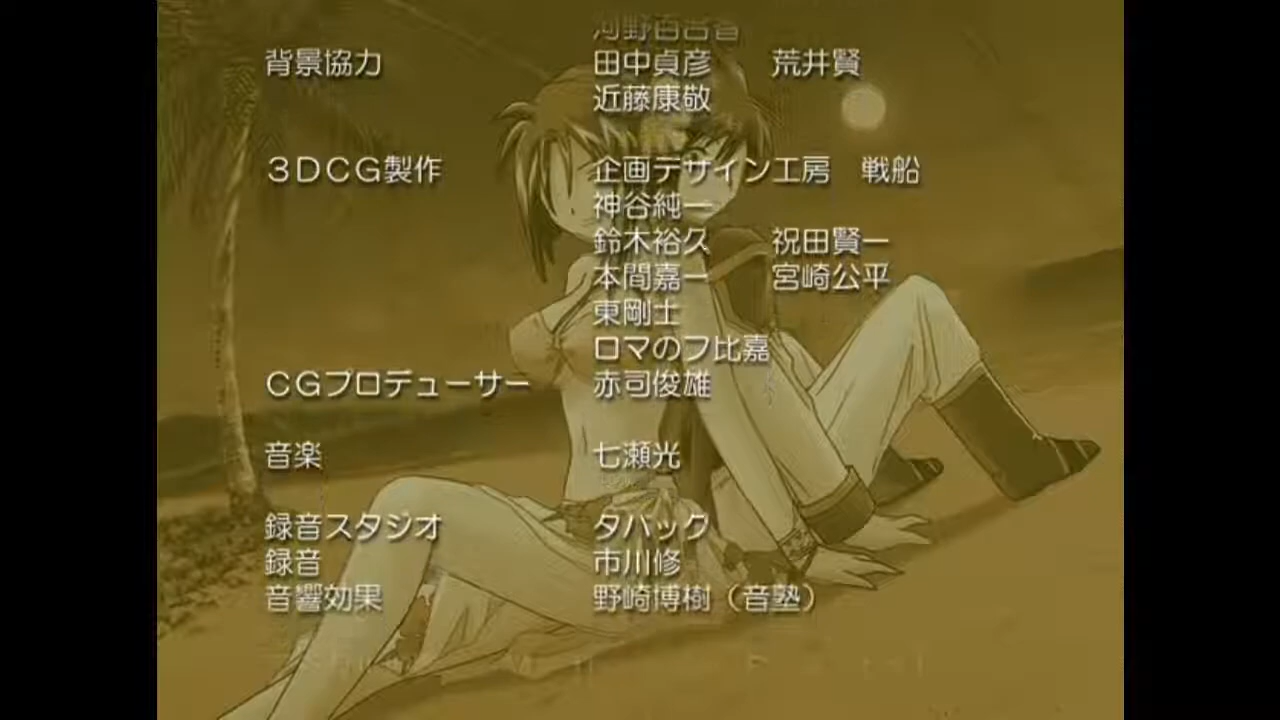 背景協力 田中貞彦 荒井賢
近藤康敬
３ＤＣＧ製作 企画デザイン工房 戦船
神谷純一
鈴木裕久 祝田賢一
本間嘉一 宮崎公平
東剛士
ロマのフ比嘉
ＣＧプロデューサー 赤司俊雄
音楽 七瀬光
録音スタジオ タバック
録音 市川修
音響効果 野崎博樹（音塾）